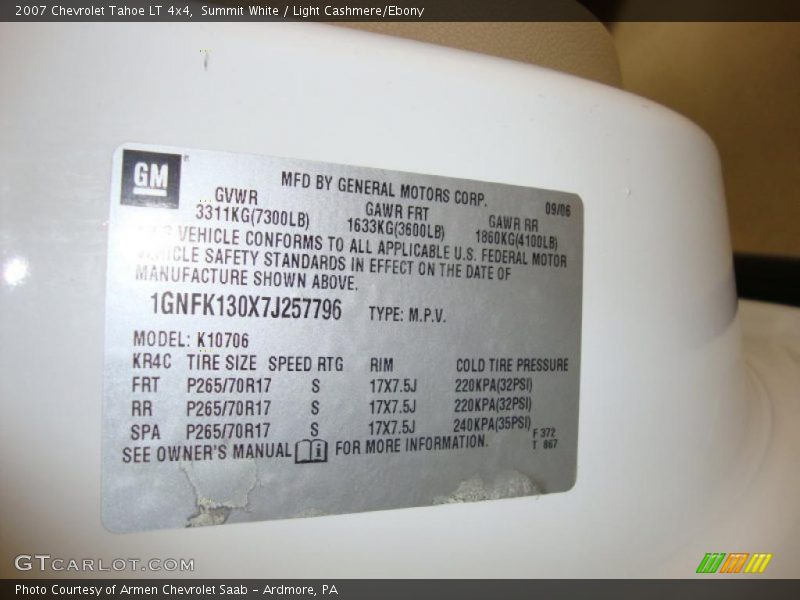 2007 Chevrolet Tahoe LT 4x4, Summit White / Light Cashmere/Ebony
GM
MFD BY GENERAL MOTORS CORP. 09/06
GVWR GAWR FRT GAWR RR
3311KG(7300LB) 1633KG(3600LB) 1860KG(4100LB)
VEHICLE CONFORMS TO ALL APPLICABLE U.S. FEDERAL MOTOR
VEHICLE SAFETY STANDARDS IN EFFECT ON THE DATE OF
MANUFACTURE SHOWN ABOVE.
1GNFK130X7J257796 TYPE: M.P.V.
MODEL: K10706
KR4C TIRE SIZE SPEED RTG RIM COLD TIRE PRESSURE
FRT P265/70R17 S 17X7.5J 220KPA(32PSI)
RR P265/70R17 S 17X7.5J 220KPA(32PSI)
SPA P265/70R17 S 17X7.5J 240KPA(35PSI)
SEE OWNER'S MANUAL FOR MORE INFORMATION.
F 372
T 867
GTCARLOT.COM
Photo Courtesy of Armen Chevrolet Saab - Ardmore, PA